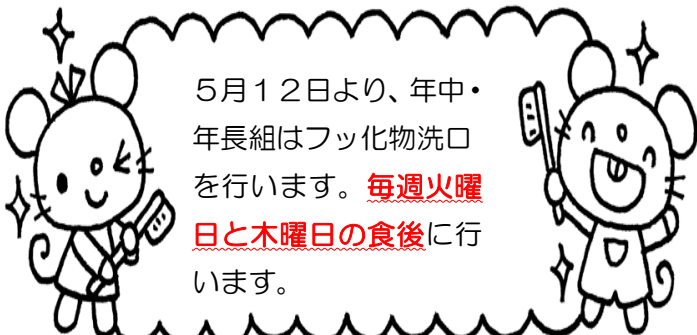 ５月１２日より、年中・
年長組はフッ化物洗口
を行います。毎週火曜
日と木曜日の食後に行
います。